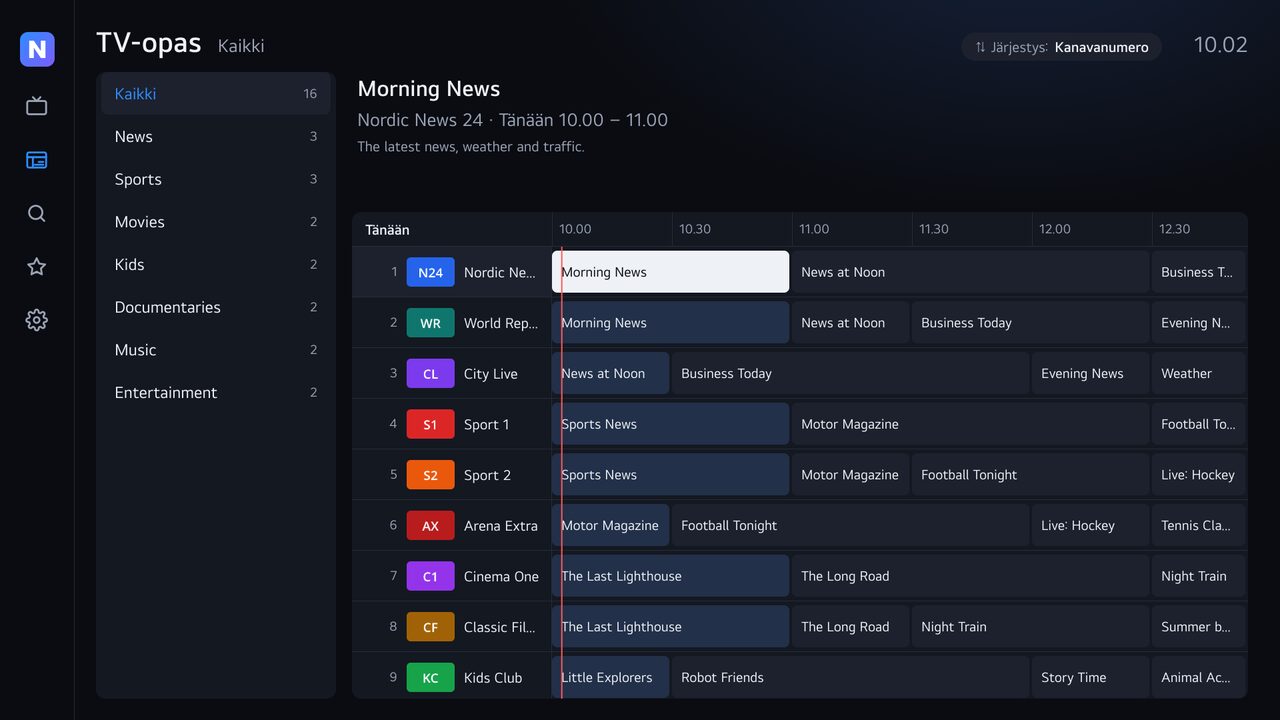 N
TV-opas Kaikki
Järjestys: Kanavanumero
10.02
Kaikki 16
News 3
Sports 3
Movies 2
Kids 2
Documentaries 2
Music 2
Entertainment 2
Morning News
Nordic News 24 · Tänään 10.00 – 11.00
The latest news, weather and traffic.
Tänään 10.00 10.30 11.00 11.30 12.00 12.30
1 N24 Nordic Ne... Morning News News at Noon Business T...
2 WR World Rep... Morning News News at Noon Business Today Evening N...
3 CL City Live News at Noon Business Today Evening News Weather
4 S1 Sport 1 Sports News Motor Magazine Football To...
5 S2 Sport 2 Sports News Motor Magazine Football Tonight Live: Hockey
6 AX Arena Extra Motor Magazine Football Tonight Live: Hockey Tennis Cla...
7 C1 Cinema One The Last Lighthouse The Long Road Night Train
8 CF Classic Fil... The Last Lighthouse The Long Road Night Train Summer b...
9 KC Kids Club Little Explorers Robot Friends Story Time Animal Ac...